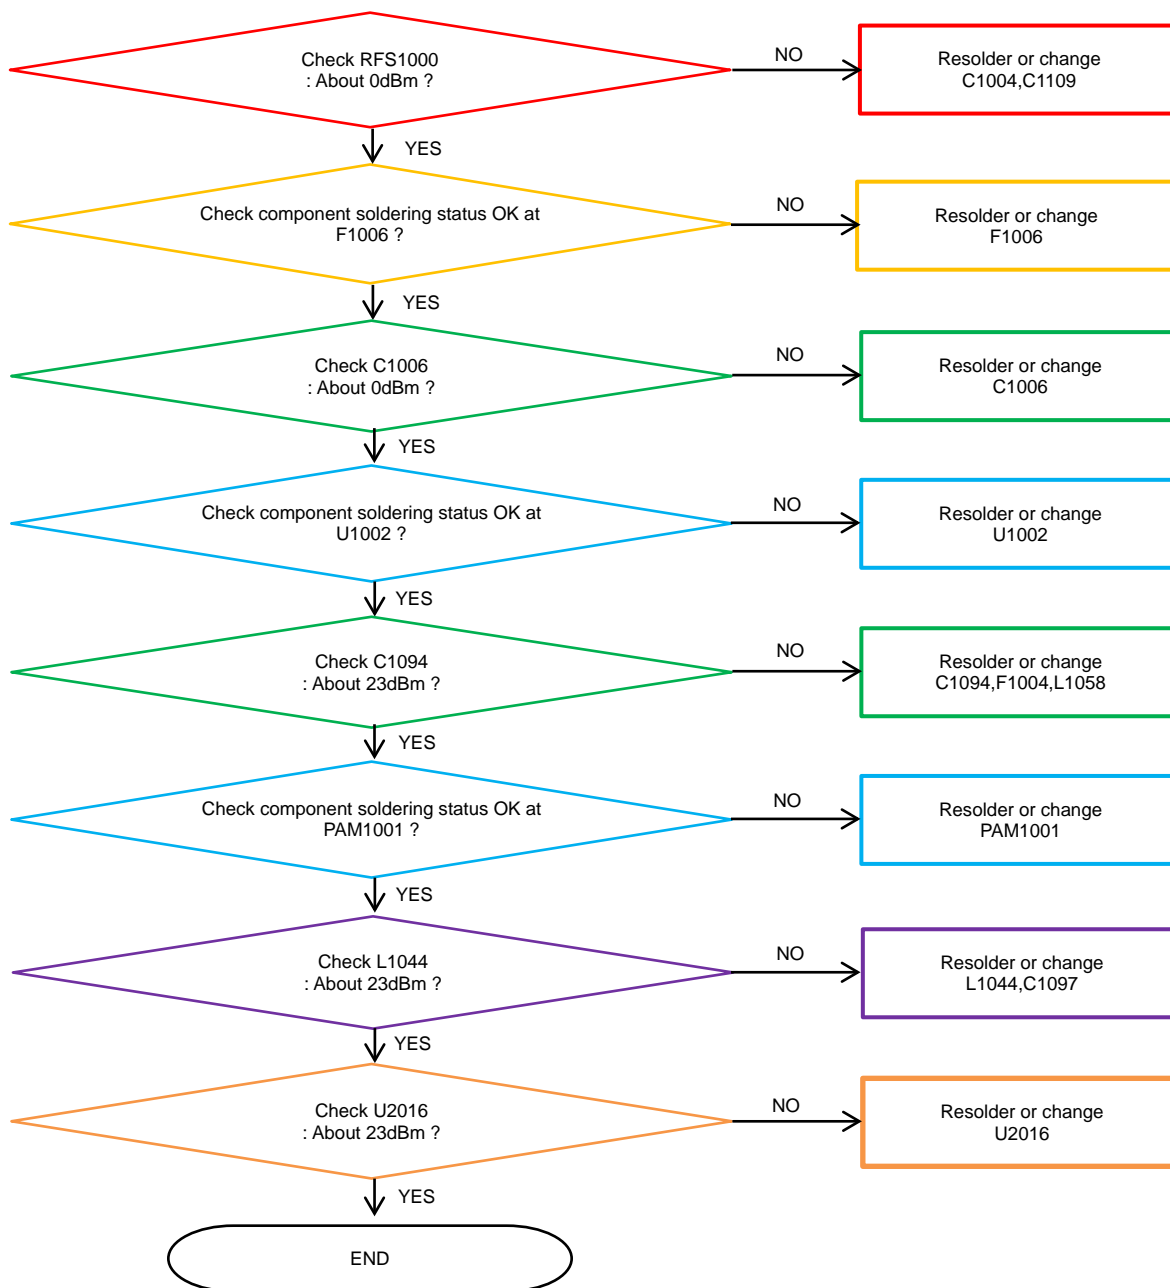 Check RFS1000
: About 0dBm ?
NO
Resolder or change
C1004,C1109
YES
Check component soldering status OK at
F1006 ?
NO
Resolder or change
F1006
YES
Check C1006
: About 0dBm ?
NO
Resolder or change
C1006
YES
Check component soldering status OK at
U1002 ?
NO
Resolder or change
U1002
YES
Check C1094
: About 23dBm ?
NO
Resolder or change
C1094,F1004,L1058
YES
Check component soldering status OK at
PAM1001 ?
NO
Resolder or change
PAM1001
YES
Check L1044
: About 23dBm ?
NO
Resolder or change
L1044,C1097
YES
Check U2016
: About 23dBm ?
NO
Resolder or change
U2016
YES
END